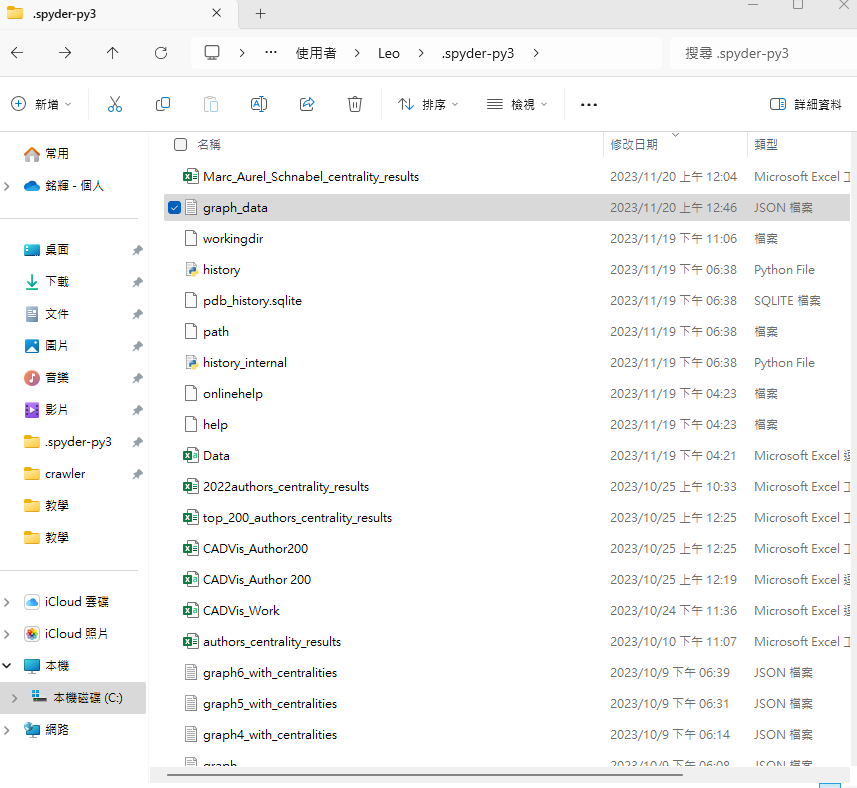 .spyder-py3
使用者 Leo .spyder-py3 搜尋 .spyder-py3
新增 排序 檢視 詳細資料
名稱 修改日期 類型
常用
銘輝 - 個人
桌面
下載
文件
圖片
音樂
影片
.spyder-py3
crawler
教學
教學
iCloud 雲碟
iCloud 照片
本機
本機磁碟 (C:)
網路
Marc_Aurel_Schnabel_centrality_results 2023/11/20 上午 12:04 Microsoft Excel 工
graph_data 2023/11/20 上午 12:46 JSON 檔案
workingdir 2023/11/19 下午 11:06 檔案
history 2023/11/19 下午 06:38 Python File
pdb_history.sqlite 2023/11/19 下午 06:38 SQLITE 檔案
path 2023/11/19 下午 06:38 檔案
history_internal 2023/11/19 下午 06:38 Python File
onlinehelp 2023/11/19 下午 04:23 檔案
help 2023/11/19 下午 04:23 檔案
Data 2023/11/19 下午 04:21 Microsoft Excel
2022authors_centrality_results 2023/10/25 上午 10:33 Microsoft Excel 工
top_200_authors_centrality_results 2023/10/25 上午 12:25 Microsoft Excel 工
CADVis_Author200 2023/10/25 上午 12:25 Microsoft Excel 工
CADVis_Author 200 2023/10/25 上午 12:19 Microsoft Excel
CADVis_Work 2023/10/24 下午 11:36 Microsoft Excel
authors_centrality_results 2023/10/10 上午 11:07 Microsoft Excel 工
graph6_with_centralities 2023/10/9 下午 06:39 JSON 檔案
graph5_with_centralities 2023/10/9 下午 06:31 JSON 檔案
graph4_with_centralities 2023/10/9 下午 06:14 JSON 檔案
graph 2023/10/9 下午 06:08 JSON 檔案